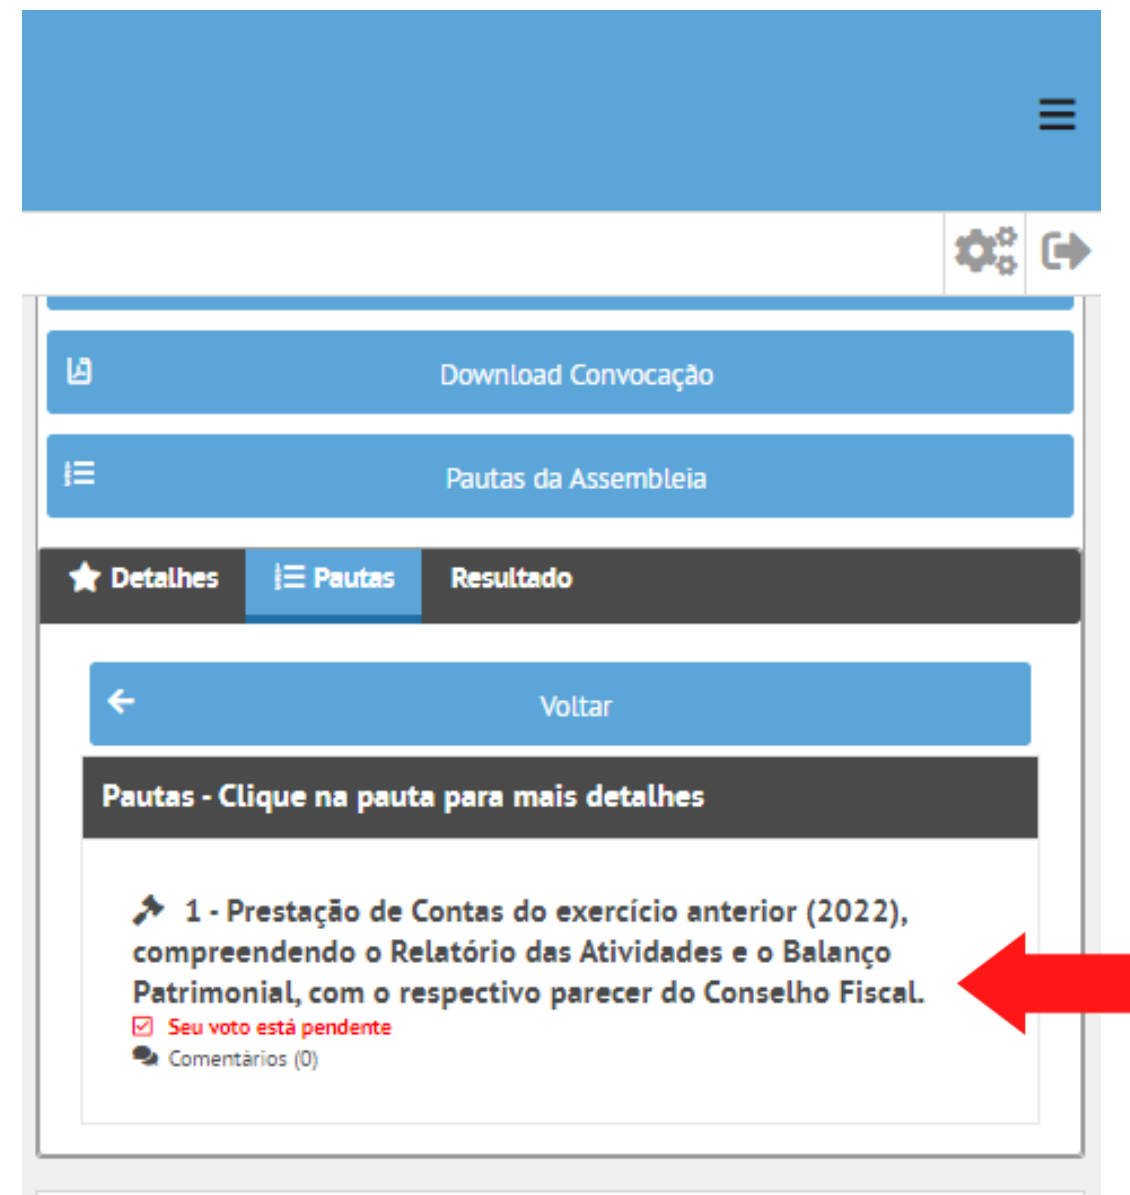 Download Convocação
Pautas da Assembleia
Detalhes
Pautas
Resultado
Voltar
Pautas - Clique na pauta para mais detalhes
1 - Prestação de Contas do exercício anterior (2022),
compreendendo o Relatório das Atividades e o Balanço
Patrimonial, com o respectivo parecer do Conselho Fiscal.
Seu voto está pendente
Comentários (0)